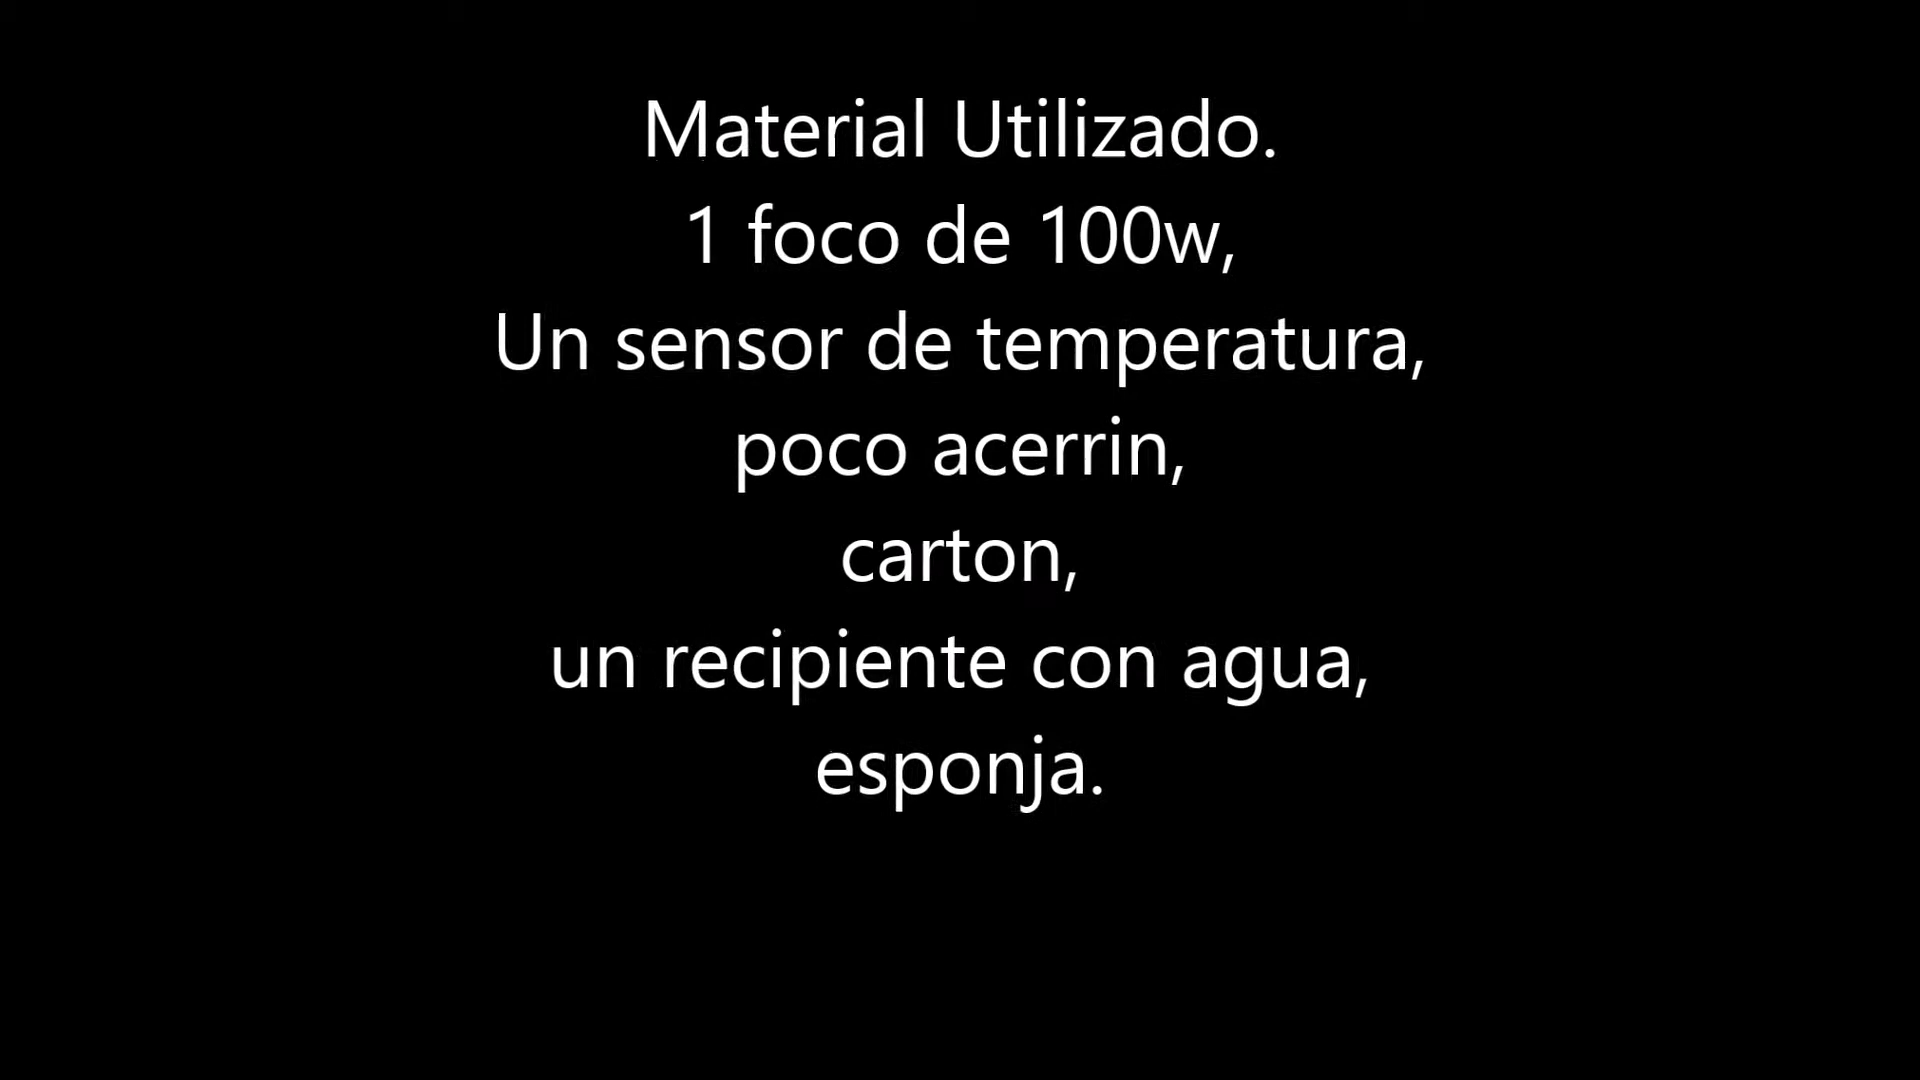 Material Utilizado.
1 foco de 100w,
Un sensor de temperatura,
poco acerrin,
carton,
un recipiente con agua,
esponja.